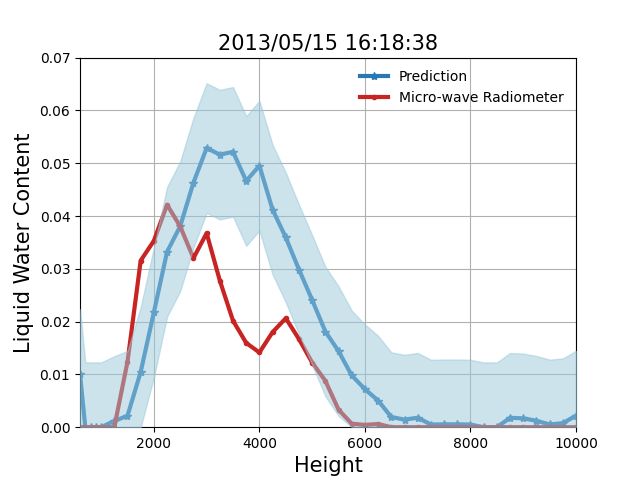 2013/05/15 16:18:38
Liquid Water Content
0.07
0.06
0.05
0.04
0.03
0.02
0.01
0.00
Prediction
Micro-wave Radiometer
2000 4000 6000 8000 10000
Height